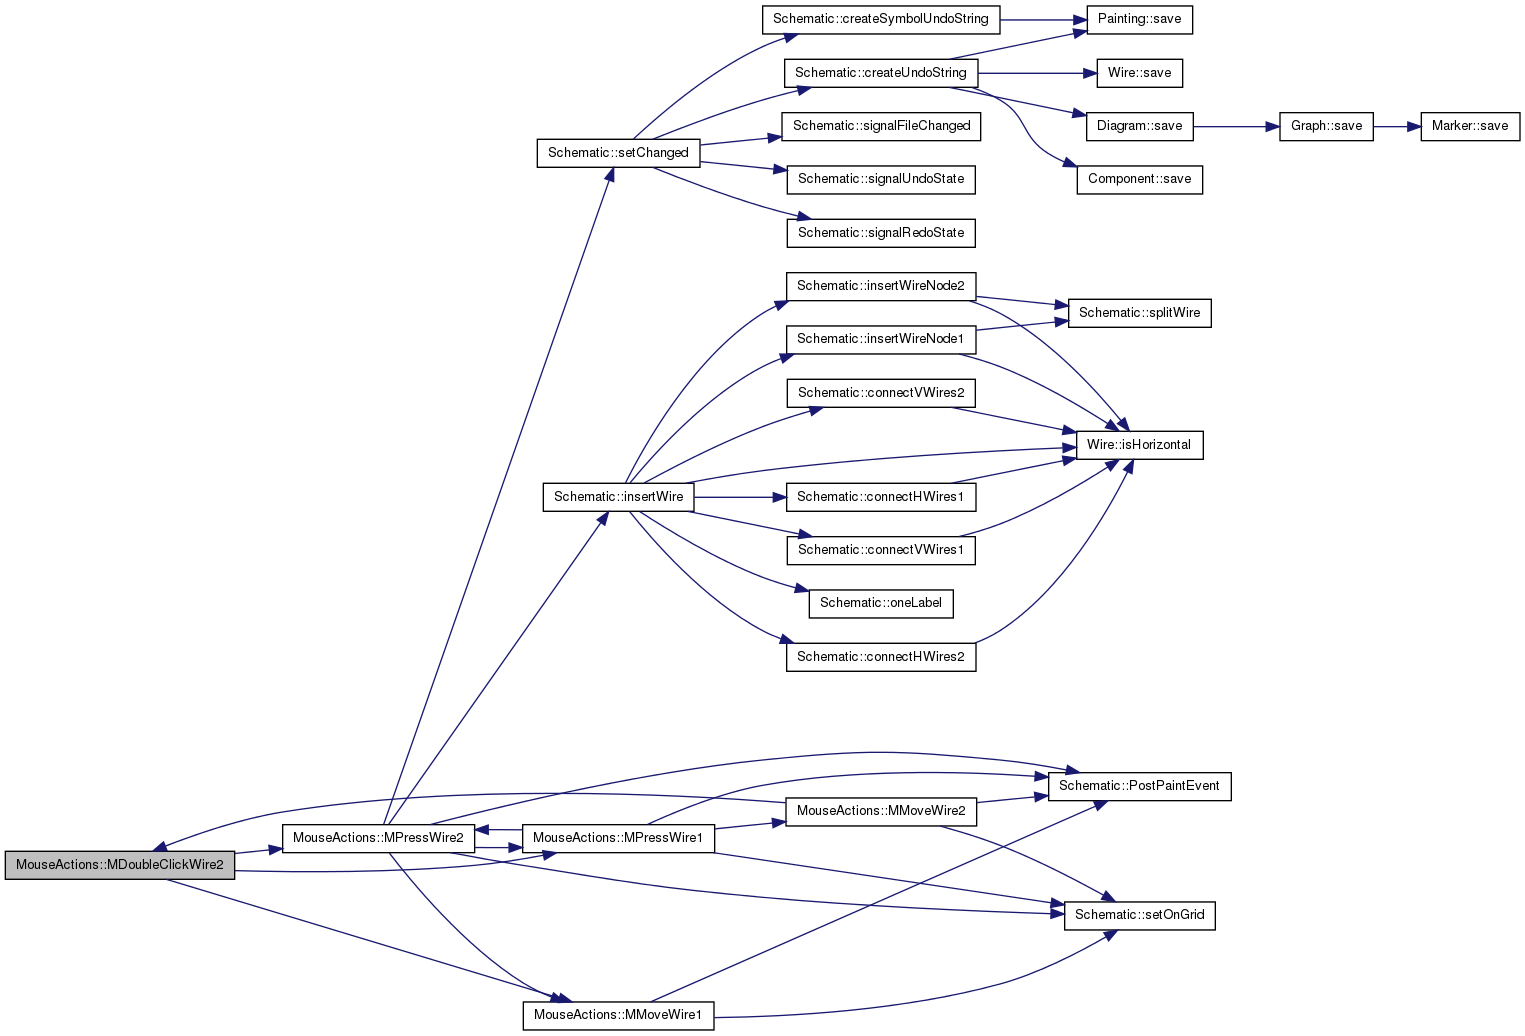 Schematic::createSymbolUndoString
Painting::save
Schematic::createUndoString
Wire::save
Schematic::signalFileChanged
Diagram::save
Graph::save
Marker::save
Schematic::setChanged
Schematic::signalUndoState
Component::save
Schematic::signalRedoState
Schematic::insertWireNode2
Schematic::splitWire
Schematic::insertWireNode1
Schematic::connectVWires2
Wire::isHorizontal
Schematic::insertWire
Schematic::connectHWires1
Schematic::connectVWires1
Schematic::oneLabel
Schematic::connectHWires2
Schematic::PostPaintEvent
MouseActions::MMoveWire2
MouseActions::MPressWire2
MouseActions::MPressWire1
MouseActions::MDoubleClickWire2
Schematic::setOnGrid
MouseActions::MMoveWire1